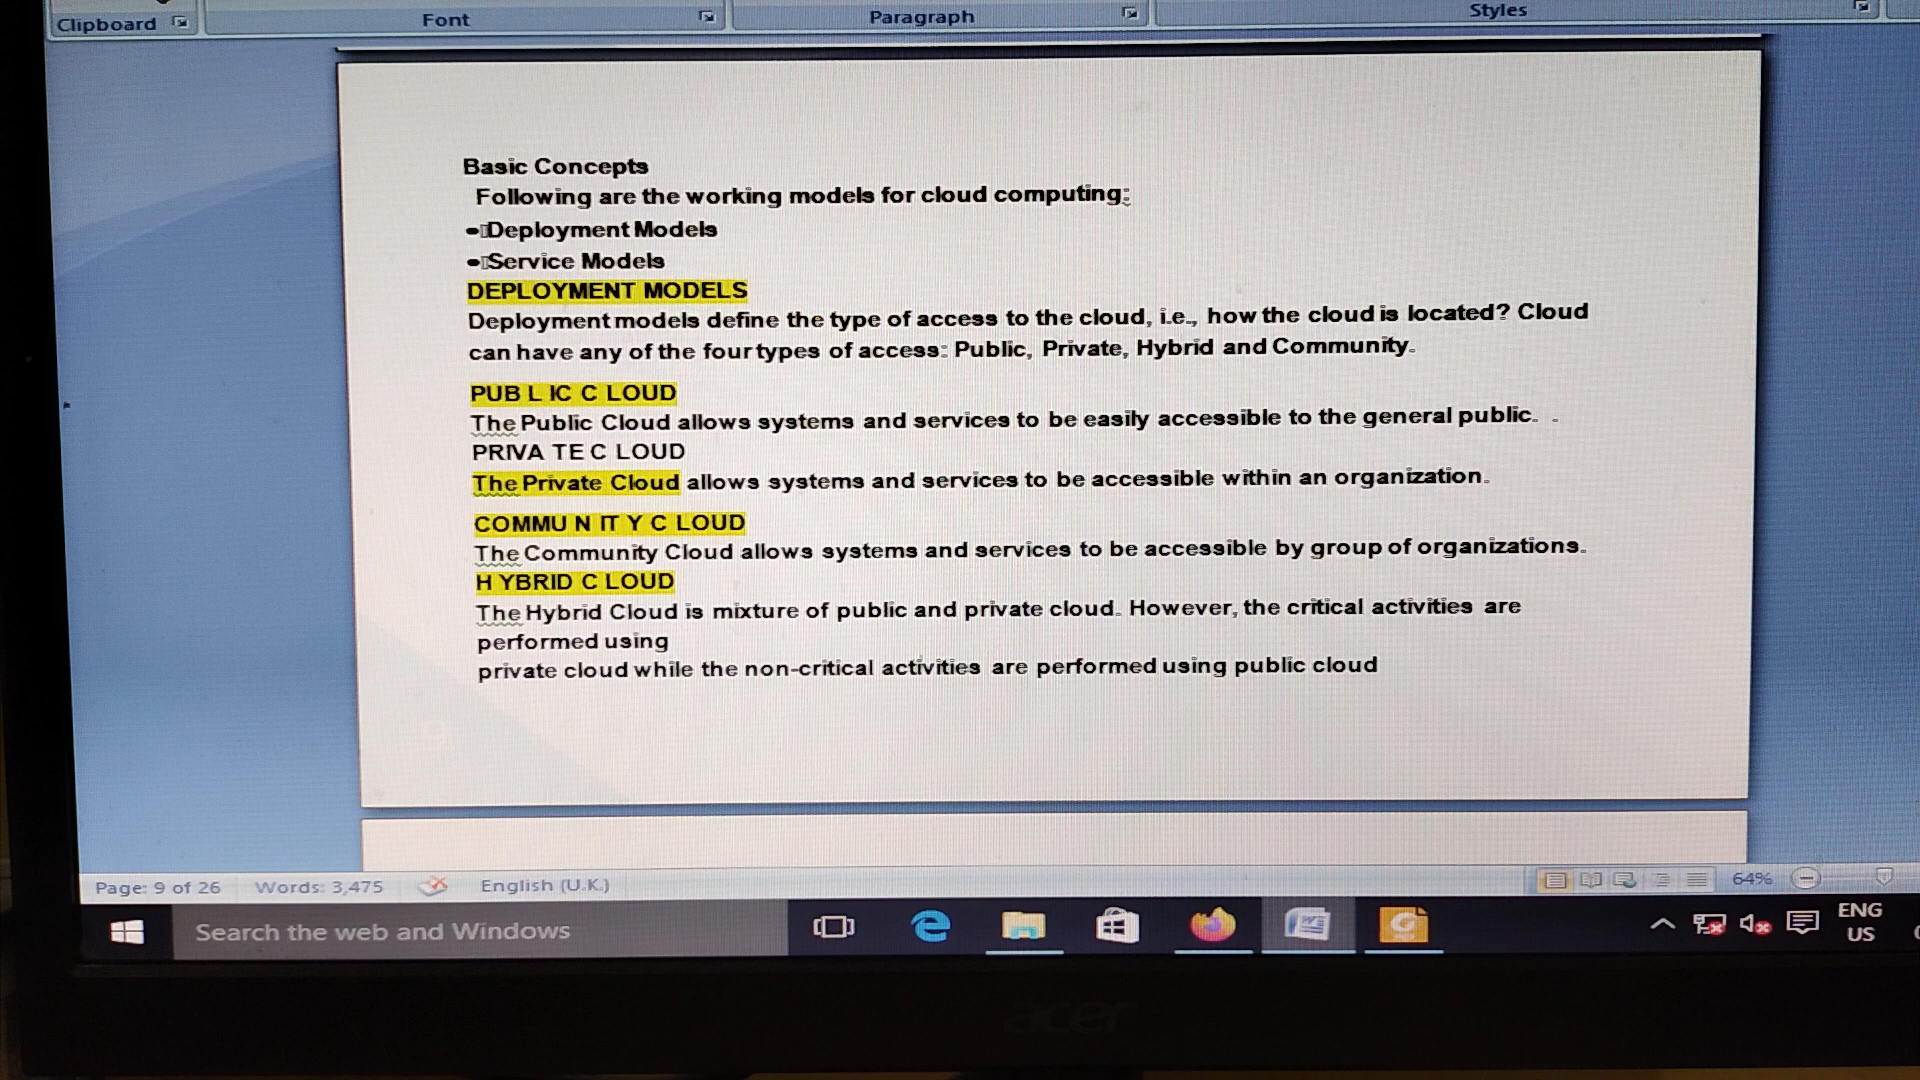 Clipboard
Font
Paragraph
Styles
Basic Concepts
Following are the working models for cloud computing:
•Deployment Models
•Service Models
DEPLOYMENT MODELS
Deployment models define the type of access to the cloud, i.e., how the cloud is located? Cloud
can have any of the four types of access: Public, Private, Hybrid and Community.
PUB L IC C LOUD
The Public Cloud allows systems and services to be easily accessible to the general public. .
PRIVA TE C LOUD
The Private Cloud allows systems and services to be accessible within an organization.
COMMU N IT Y C LOUD
The Community Cloud allows systems and services to be accessible by group of organizations.
H YBRID C LOUD
The Hybrid Cloud is mixture of public and private cloud. However, the critical activities are
performed using
private cloud while the non-critical activities are performed using public cloud
Page: 9 of 26 Words: 3,475 English (U.K.) 64%
Search the web and Windows
ENG
US
acer